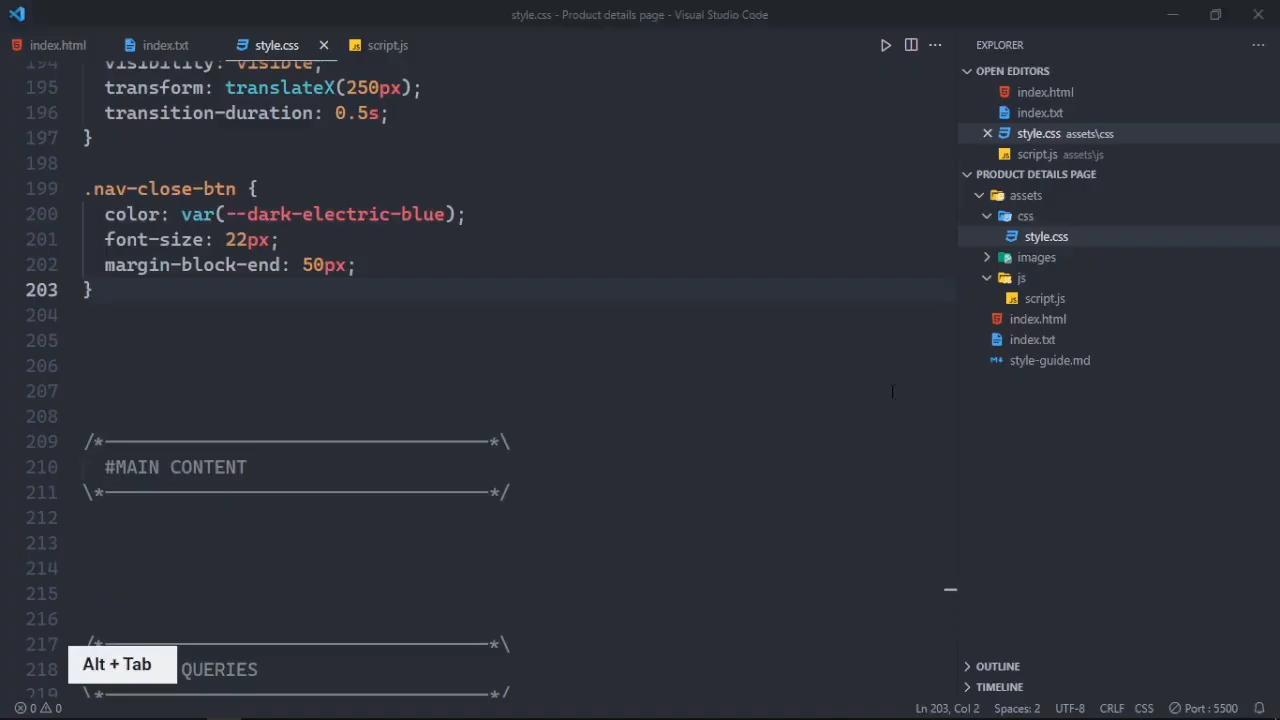 style.css - Product details page - Visual Studio Code
index.html
index.txt
style.css
script.js
194 visibility: visible;
195 transform: translateX(250px);
196 transition-duration: 0.5s;
197 }
198
199 .nav-close-btn {
200 color: var(--dark-electric-blue);
201 font-size: 22px;
202 margin-block-end: 50px;
203 }
204
205
206
207
208
209 /*———————————————————————————————————*\
210 #MAIN CONTENT
211 \*———————————————————————————————————*/
212
213
214
215
216
217 /*———————————————————————————————————*\
218 QUERIES
219 \*———————————————————————————————————*/
Alt + Tab
EXPLORER
OPEN EDITORS
index.html
index.txt
style.css assets\css
script.js assets\js
PRODUCT DETAILS PAGE
assets
css
style.css
images
js
script.js
index.html
index.txt
style-guide.md
OUTLINE
TIMELINE
0 0
Ln 203, Col 2
Spaces: 2
UTF-8
CRLF
CSS
Port : 5500